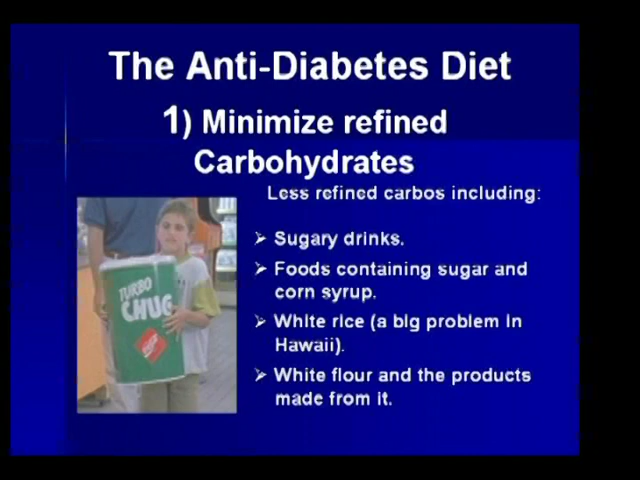 The Anti-Diabetes Diet
1) Minimize refined
Carbohydrates
Less refined carbos including:
➢ Sugary drinks.
➢ Foods containing sugar and
corn syrup.
➢ White rice (a big problem in
Hawaii).
➢ White flour and the products
made from it.
TURBO
CHUG